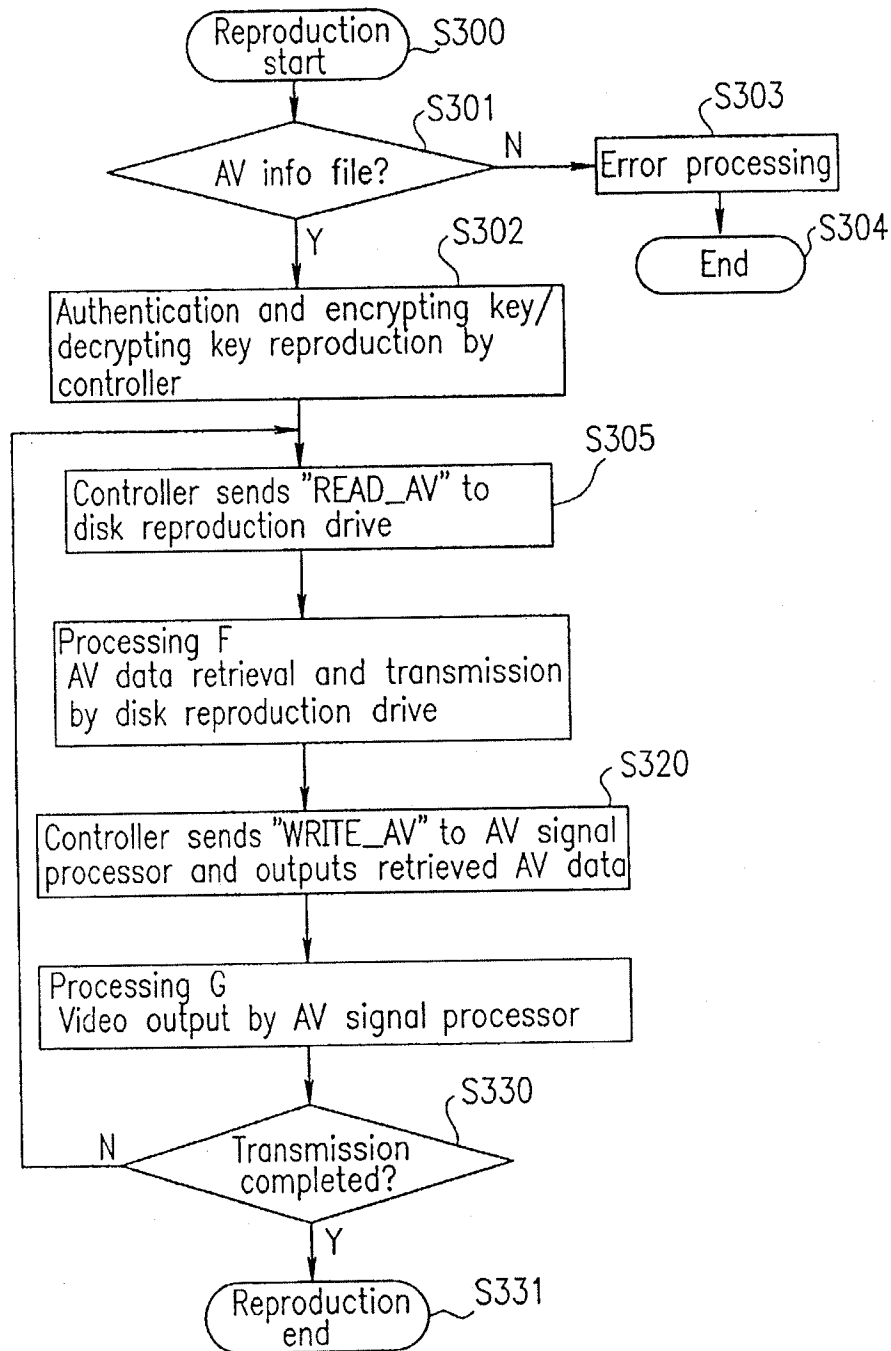 Reproduction
start
S300
S301
AV info file?
N
S303
Error processing
Y
S302
S304
End
Authentication and encrypting key/
decrypting key reproduction by
controller
S305
Controller sends "READ_AV" to
disk reproduction drive
Processing F
AV data retrieval and transmission
by disk reproduction drive
S320
Controller sends "WRITE_AV" to AV signal
processor and outputs retrieved AV data
Processing G
Video output by AV signal processor
S330
N
Transmission
completed?
Y
Reproduction
end
S331